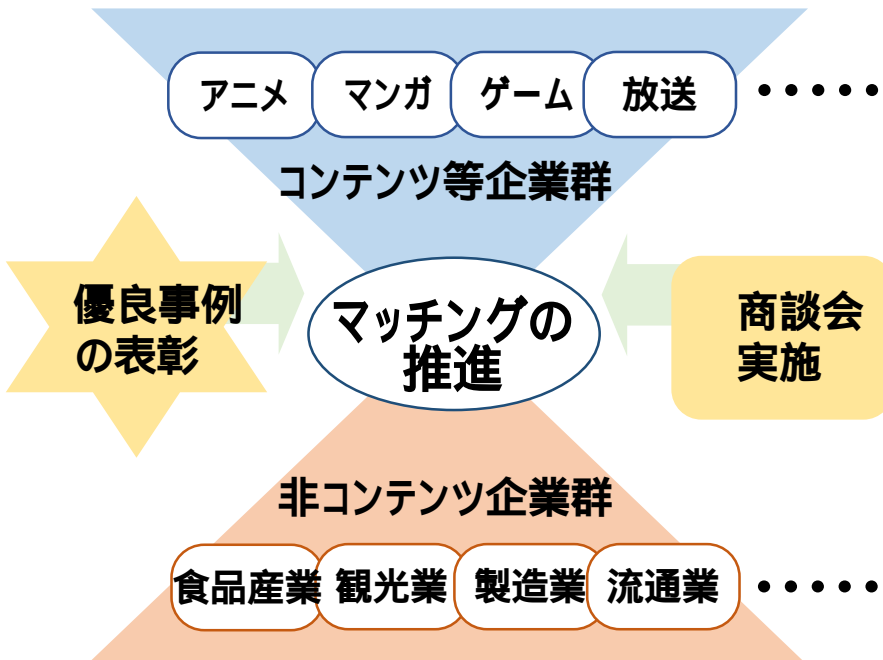 アニメ マンガ ゲーム 放送 ・・・・・
コンテンツ等企業群
優良事例
の表彰
マッチングの
推進
商談会
実施
非コンテンツ企業群
食品産業 観光業 製造業 流通業 ・・・・・